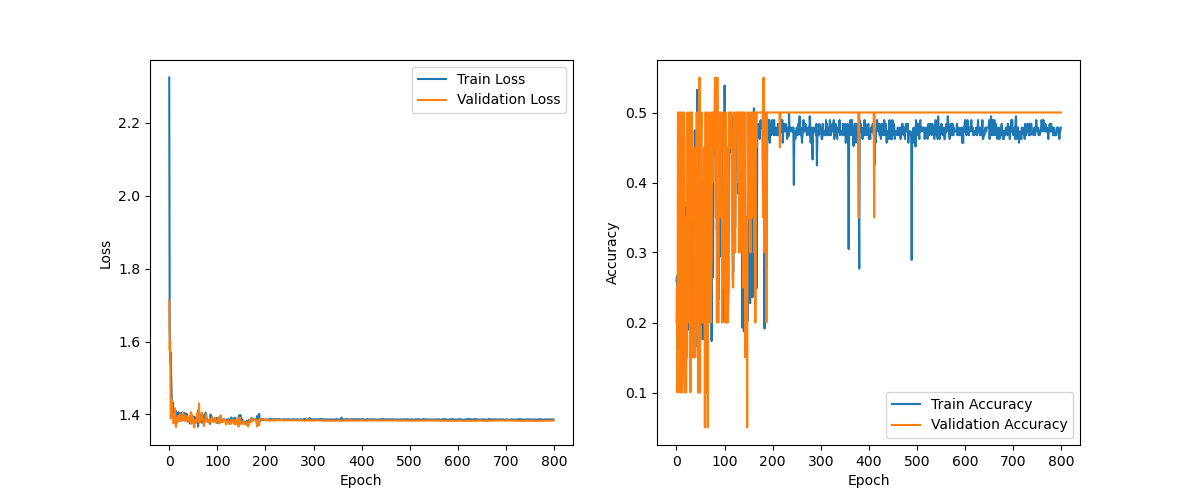 Train Loss
Validation Loss
2.2
2.0
1.8
1.6
1.4
Loss
0 100 200 300 400 500 600 700 800
Epoch
0.5
0.4
0.3
0.2
0.1
Accuracy
Train Accuracy
Validation Accuracy
0 100 200 300 400 500 600 700 800
Epoch